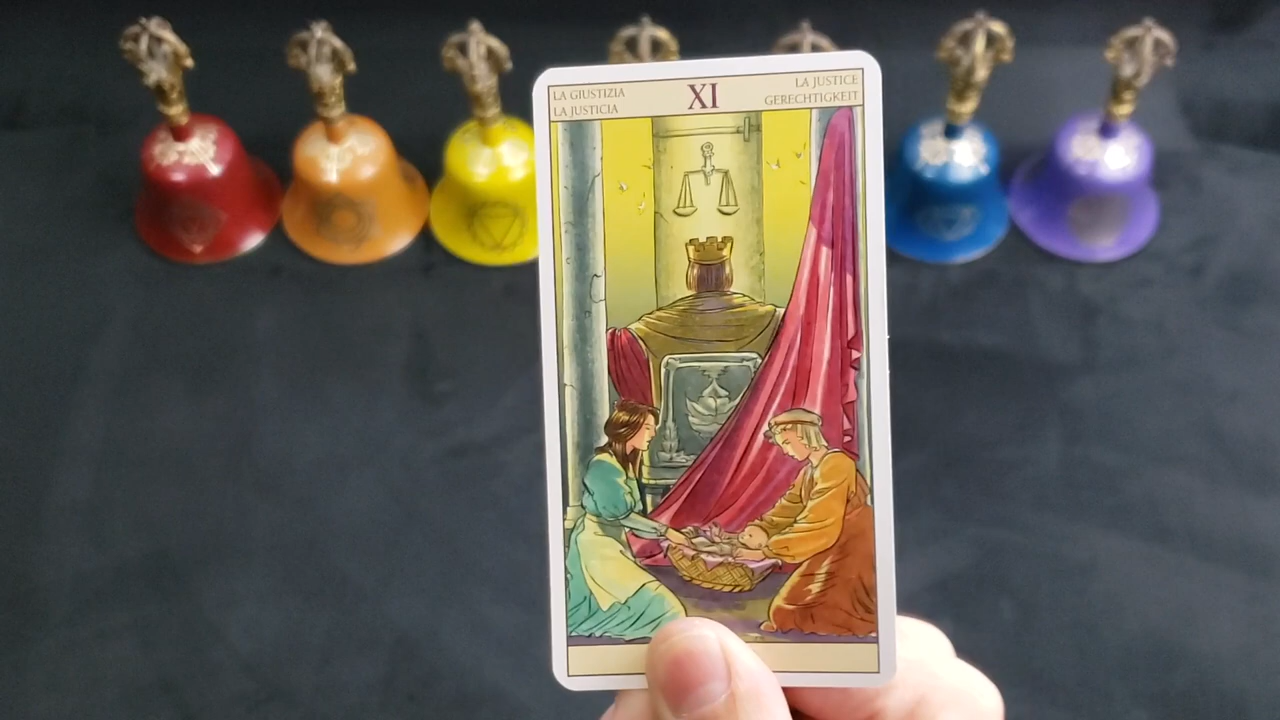 LA GIUSTIZIA
LA JUSTICIA
XI
LA JUSTICE
GERECHTIGKEIT